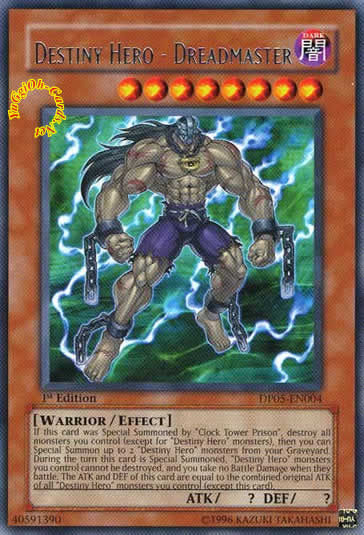 DESTINY HERO - DREADMASTER
DARK
闇
YuGiOh-Cards.Net
1st Edition
DP05-EN004
[WARRIOR / EFFECT]
If this card was Special Summoned by "Clock Tower Prison", destroy all
monsters you control (except for "Destiny Hero" monsters), then you can
Special Summon up to 2 "Destiny Hero" monsters from your Graveyard.
During the turn this card is Special Summoned, "Destiny Hero" monsters
you control cannot be destroyed, and you take no Battle Damage when they
battle. The ATK and DEF of this card are equal to the combined original ATK
of all "Destiny Hero" monsters you control (except this card).
ATK / ? DEF / ?
40591390
©1996 KAZUKI TAKAHASHI